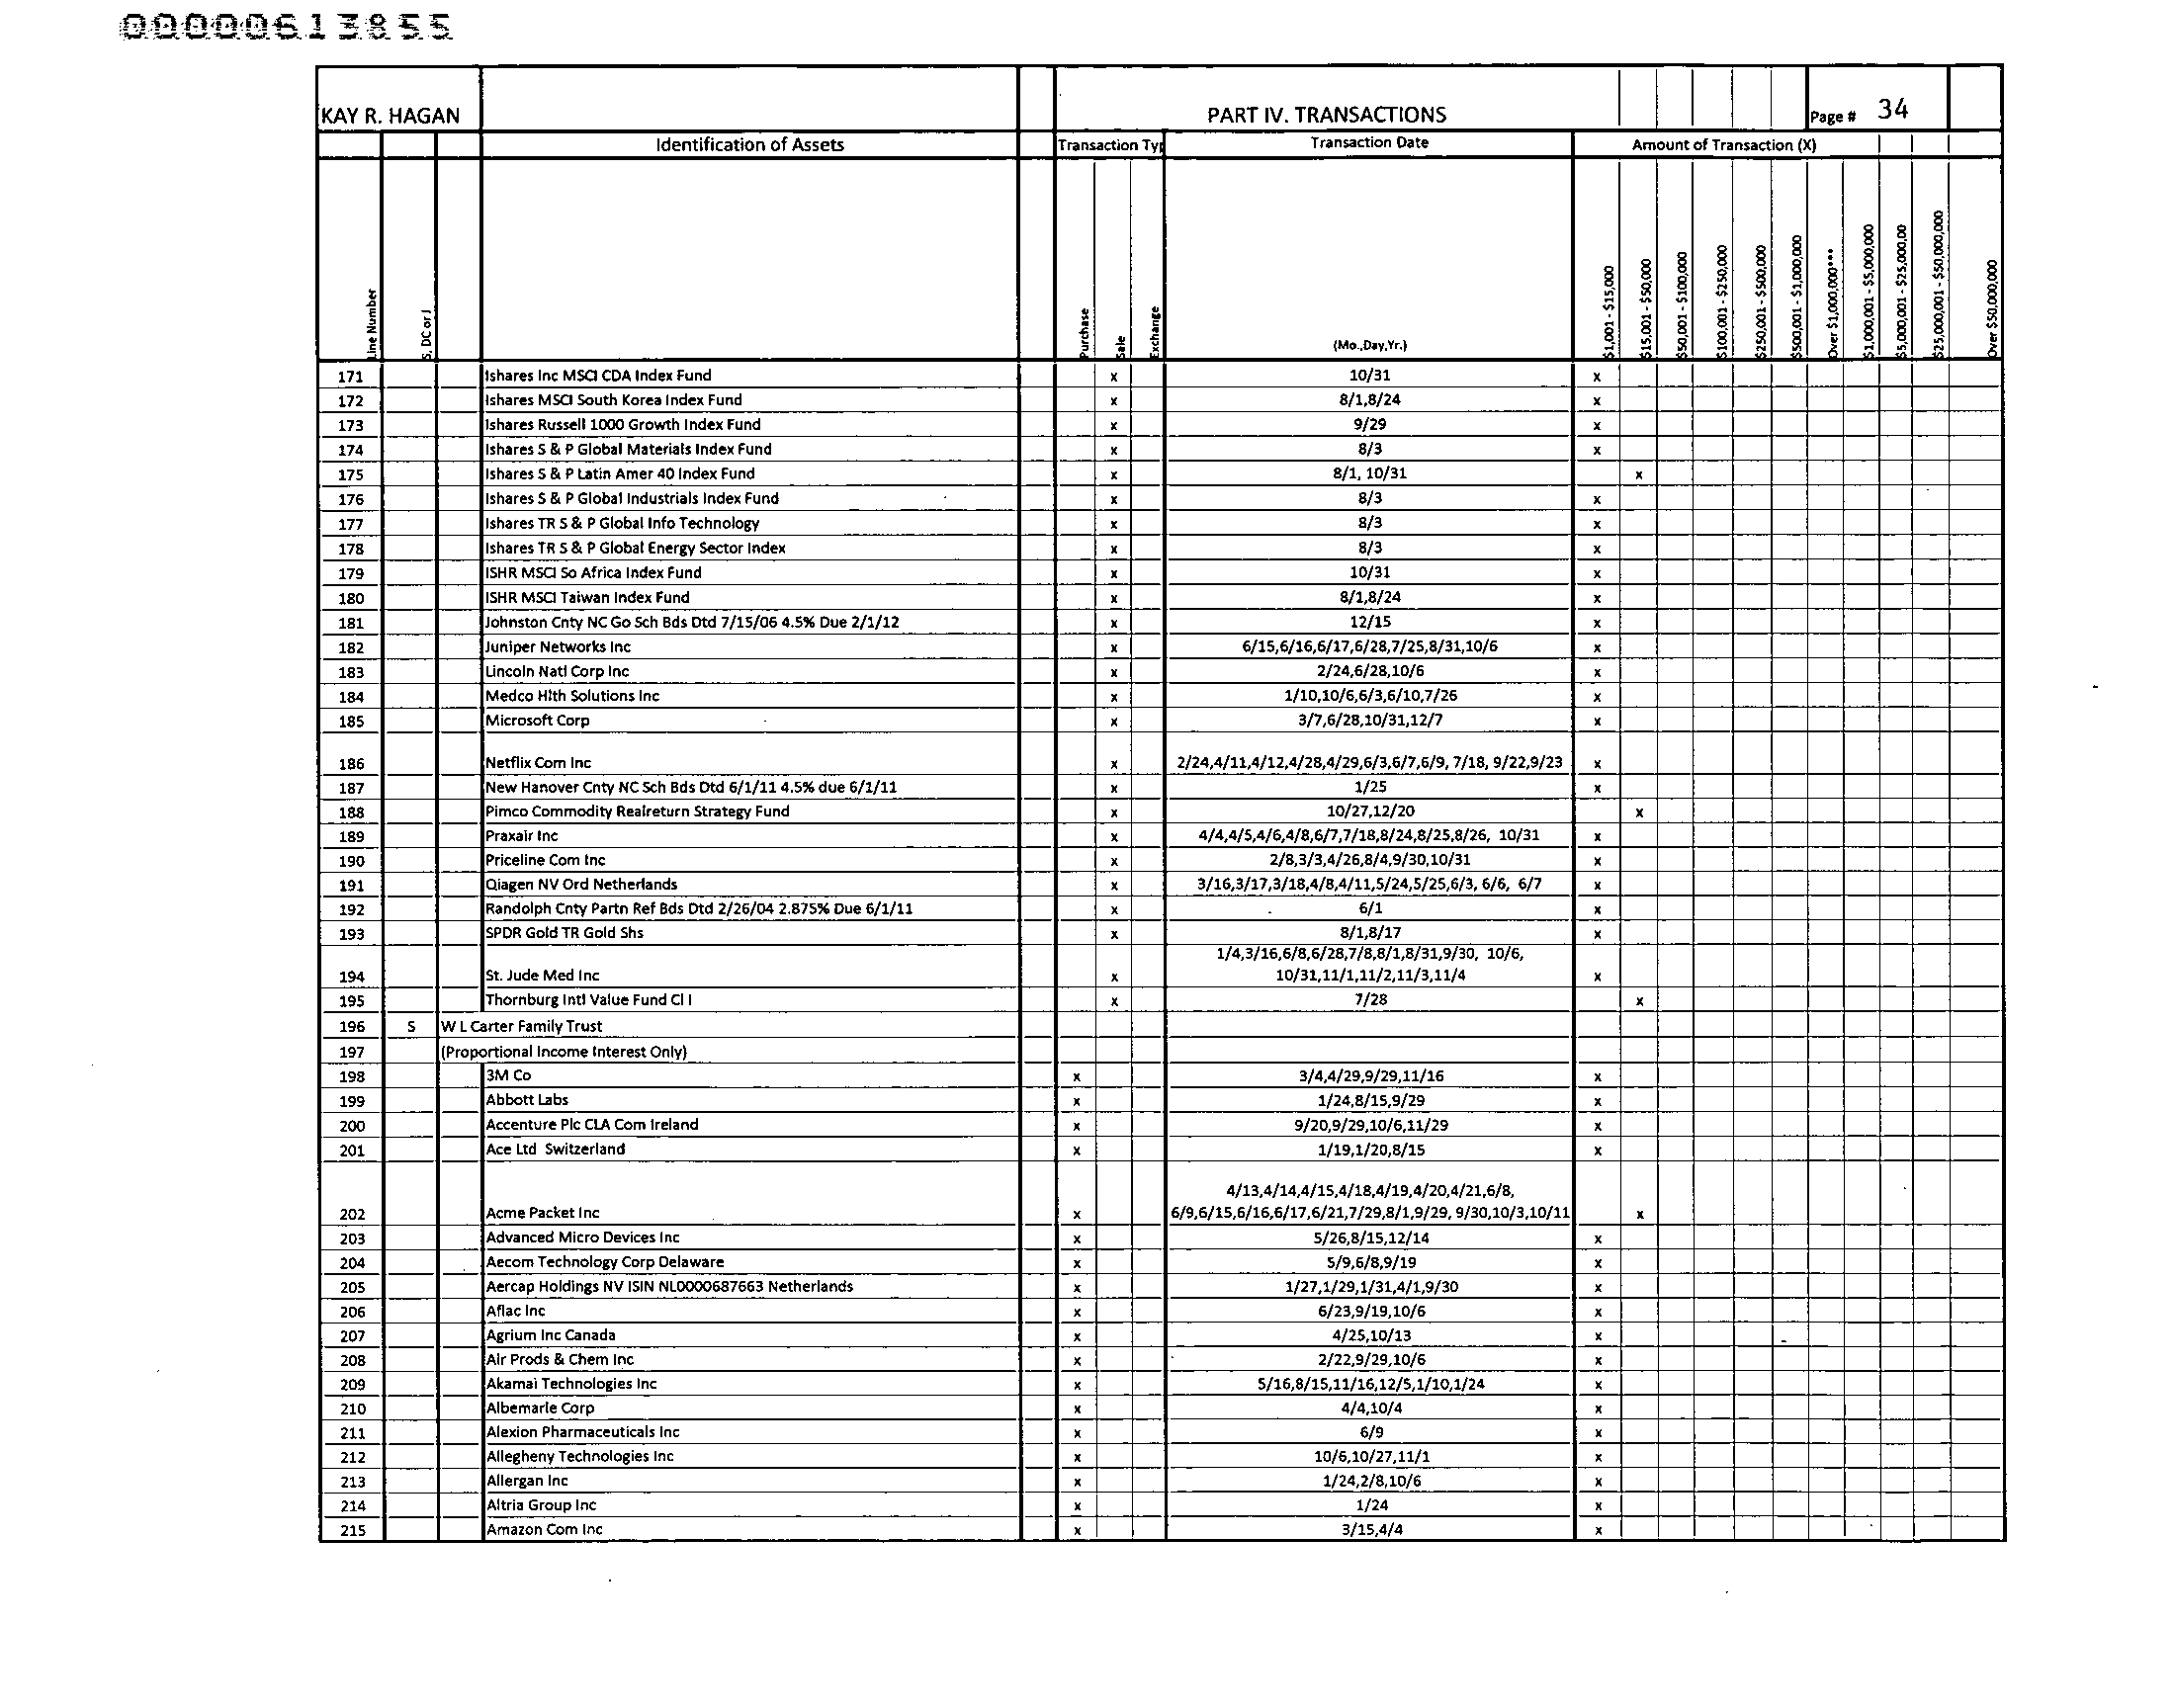 00000613855
KAY R. HAGAN PART IV. TRANSACTIONS Page # 34
Identification of Assets Transaction Typ Transaction Date Amount of Transaction (X)
Line Number S, DC or J Purchase Sale Exchange (Mo.,Day,Yr.) $1,001 - $15,000 $15,001 - $50,000 $50,001 - $100,000 $100,001 - $250,000 $250,001 - $500,000 $500,001 - $1,000,000 Over $1,000,000*** $1,000,001 - $5,000,000 $5,000,001 - $25,000,00 $25,000,001 - $50,000,000 Over $50,000,000
171 Ishares Inc MSCI CDA Index Fund x 10/31 x
172 Ishares MSCI South Korea Index Fund x 8/1,8/24 x
173 Ishares Russell 1000 Growth Index Fund x 9/29 x
174 Ishares S & P Global Materials Index Fund x 8/3 x
175 Ishares S & P Latin Amer 40 Index Fund x 8/1, 10/31 x
176 Ishares S & P Global Industrials Index Fund x 8/3 x
177 Ishares TR S & P Global Info Technology x 8/3 x
178 Ishares TR S & P Global Energy Sector Index x 8/3 x
179 ISHR MSCI So Africa Index Fund x 10/31 x
180 ISHR MSCI Taiwan Index Fund x 8/1,8/24 x
181 Johnston Cnty NC Go Sch Bds Dtd 7/15/06 4.5% Due 2/1/12 x 12/15 x
182 Juniper Networks Inc x 6/15,6/16,6/17,6/28,7/25,8/31,10/6 x
183 Lincoln Natl Corp Inc x 2/24,6/28,10/6 x
184 Medco Hlth Solutions Inc x 1/10,10/6,6/3,6/10,7/26 x
185 Microsoft Corp x 3/7,6/28,10/31,12/7 x
186 Netflix Com Inc x 2/24,4/11,4/12,4/28,4/29,6/3,6/7,6/9, 7/18, 9/22,9/23 x
187 New Hanover Cnty NC Sch Bds Dtd 6/1/11 4.5% due 6/1/11 x 1/25 x
188 Pimco Commodity Realreturn Strategy Fund x 10/27,12/20 x
189 Praxair Inc x 4/4,4/5,4/6,4/8,6/7,7/18,8/24,8/25,8/26, 10/31 x
190 Priceline Com Inc x 2/8,3/3,4/26,8/4,9/30,10/31 x
191 Qiagen NV Ord Netherlands x 3/16,3/17,3/18,4/8,4/11,5/24,5/25,6/3, 6/6, 6/7 x
192 Randolph Cnty Partn Ref Bds Dtd 2/26/04 2.875% Due 6/1/11 x 6/1 x
193 SPDR Gold TR Gold Shs x 8/1,8/17 x
1/4,3/16,6/8,6/28,7/8,8/1,8/31,9/30, 10/6,
194 St. Jude Med Inc x 10/31,11/1,11/2,11/3,11/4 x
195 Thornburg Intl Value Fund Cl I x 7/28 x
196 S W L Carter Family Trust
197 (Proportional Income Interest Only)
198 3M Co x 3/4,4/29,9/29,11/16 x
199 Abbott Labs x 1/24,8/15,9/29 x
200 Accenture Plc CLA Com Ireland x 9/20,9/29,10/6,11/29 x
201 Ace Ltd Switzerland x 1/19,1/20,8/15 x
4/13,4/14,4/15,4/18,4/19,4/20,4/21,6/8,
202 Acme Packet Inc x 6/9,6/15,6/16,6/17,6/21,7/29,8/1,9/29, 9/30,10/3,10/11 x
203 Advanced Micro Devices Inc x 5/26,8/15,12/14 x
204 Aecom Technology Corp Delaware x 5/9,6/8,9/19 x
205 Aercap Holdings NV ISIN NL0000687663 Netherlands x 1/27,1/29,1/31,4/1,9/30 x
206 Aflac Inc x 6/23,9/19,10/6 x
207 Agrium Inc Canada x 4/25,10/13 x
208 Air Prods & Chem Inc x 2/22,9/29,10/6 x
209 Akamai Technologies Inc x 5/16,8/15,11/16,12/5,1/10,1/24 x
210 Albemarle Corp x 4/4,10/4 x
211 Alexion Pharmaceuticals Inc x 6/9 x
212 Allegheny Technologies Inc x 10/6,10/27,11/1 x
213 Allergan Inc x 1/24,2/8,10/6 x
214 Altria Group Inc x 1/24 x
215 Amazon Com Inc x 3/15,4/4 x